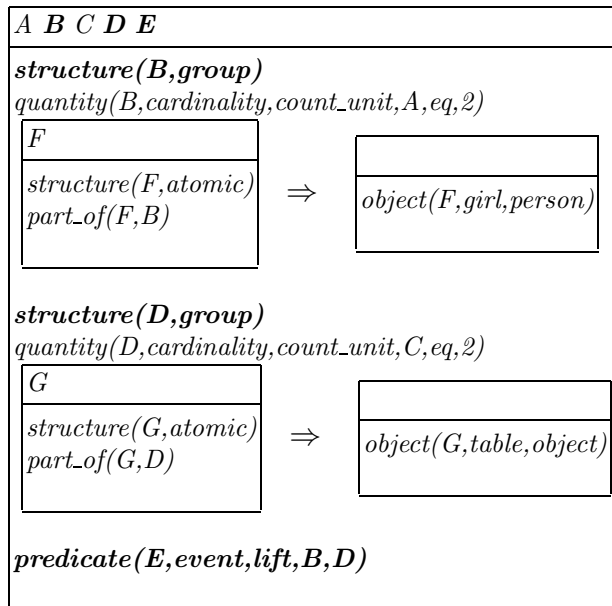 A B C D E
structure(B,group)
quantity(B,cardinality,count_unit,A,eq,2)
F
structure(F,atomic)
part_of(F,B)
⇒
object(F,girl,person)
structure(D,group)
quantity(D,cardinality,count_unit,C,eq,2)
G
structure(G,atomic)
part_of(G,D)
⇒
object(G,table,object)
predicate(E,event,lift,B,D)